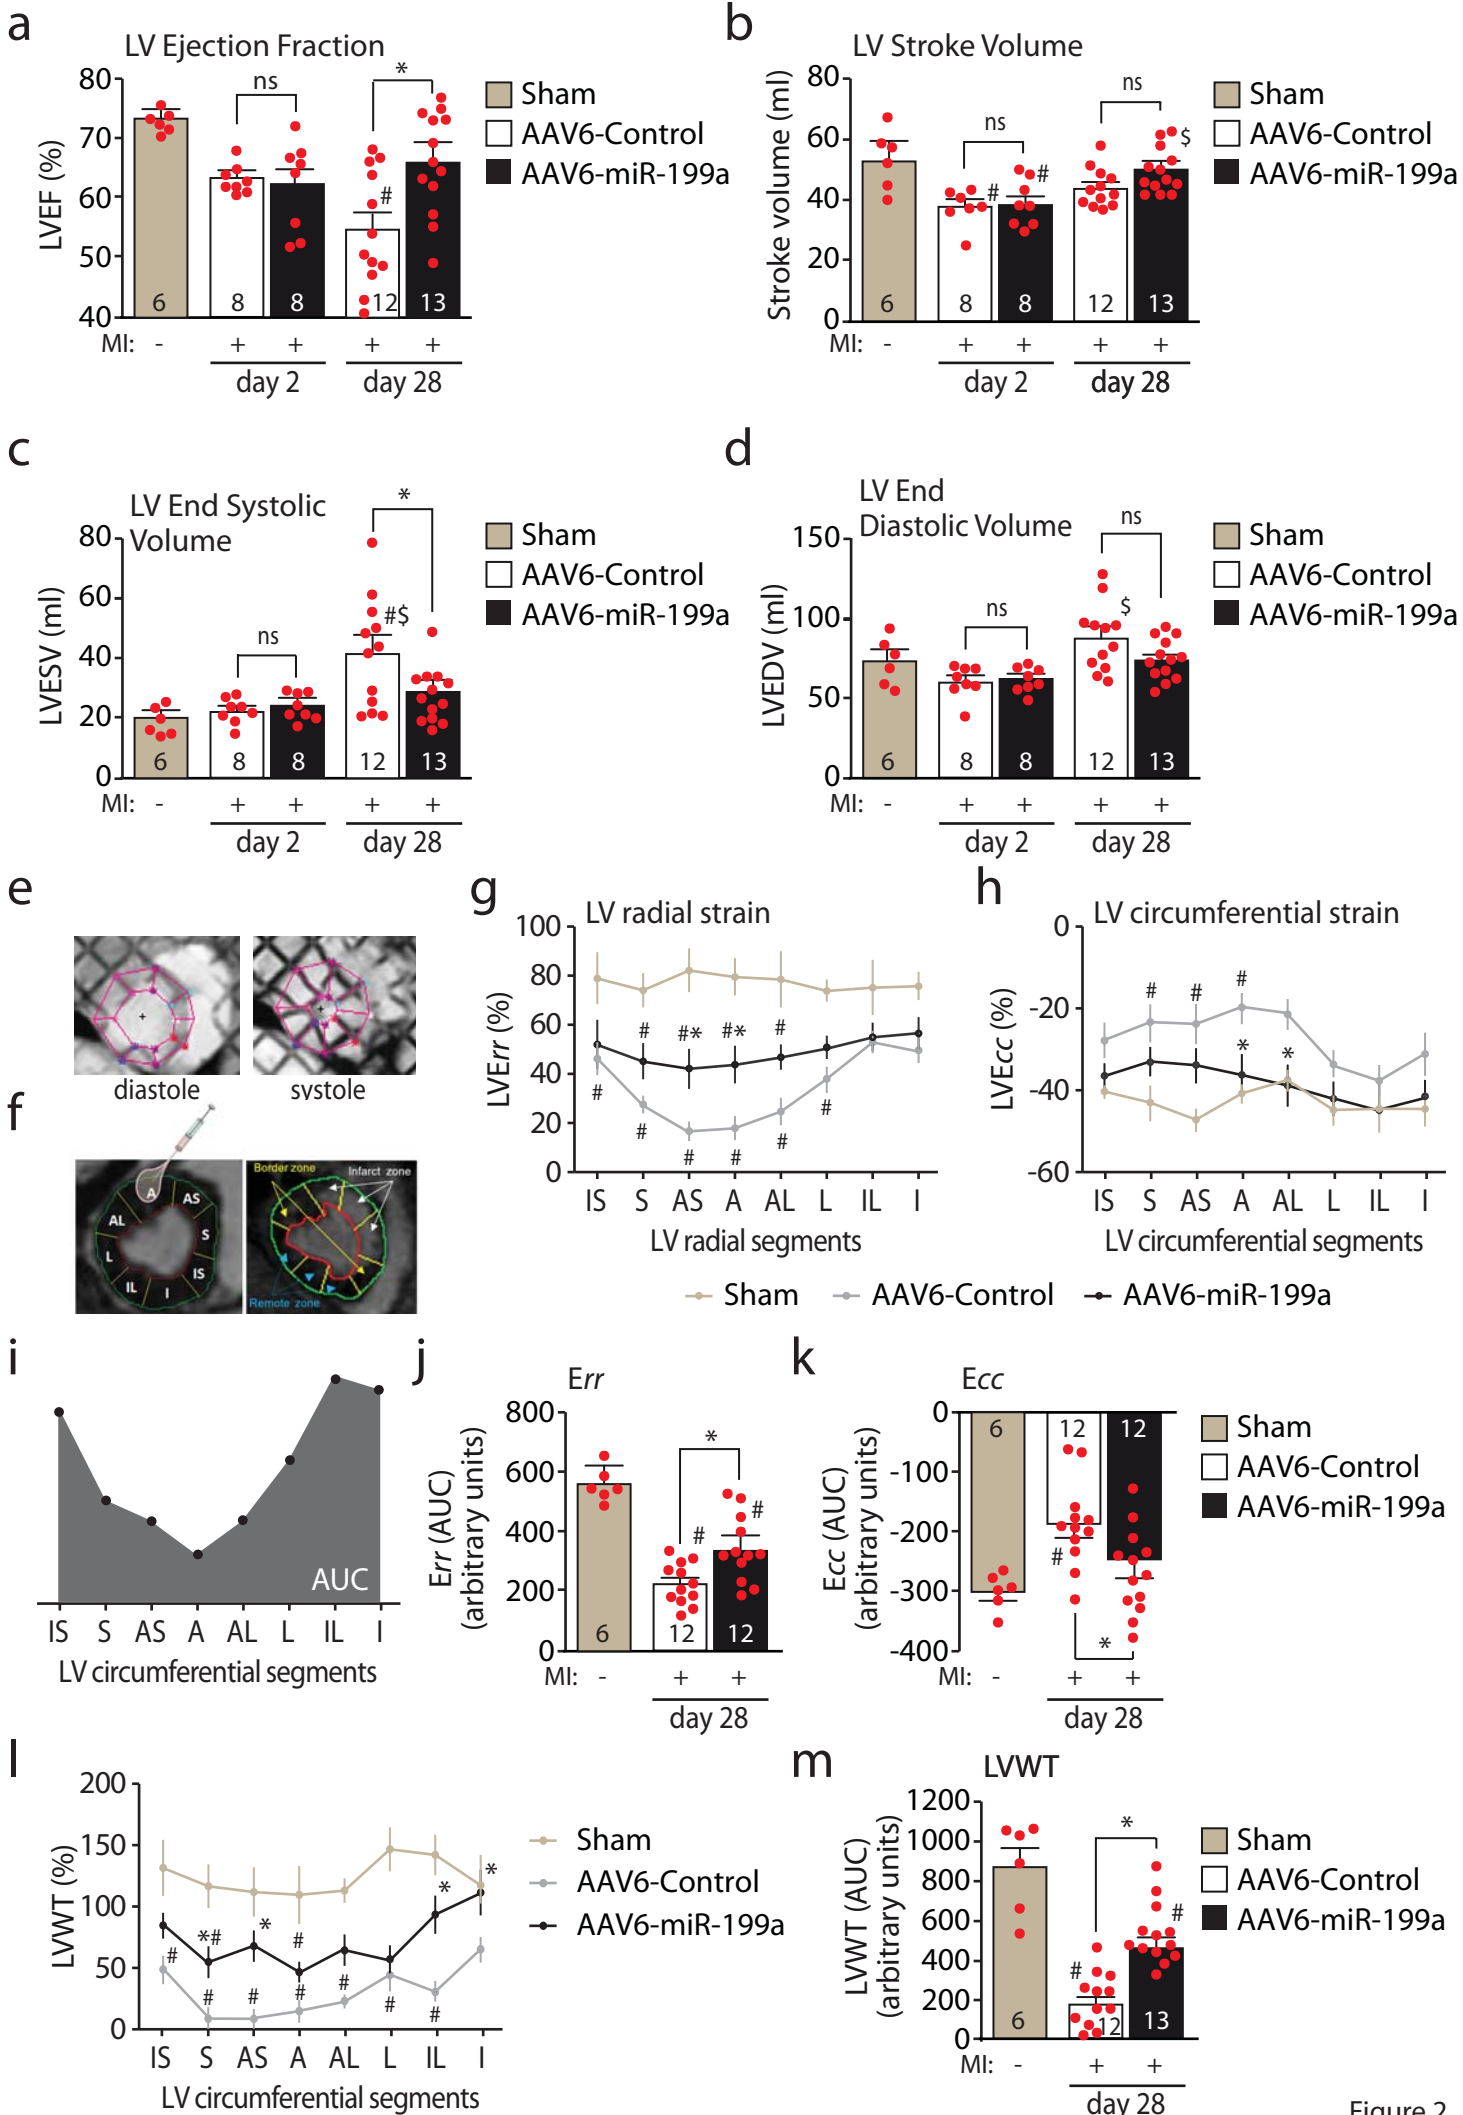 a
LV Ejection Fraction
LVEF (%)
80
70
60
50
40
ns
*
#
6
8
8
12
13
MI:
-
+
+
+
+
day 2
day 28
Sham
AAV6-Control
AAV6-miR-199a
b
LV Stroke Volume
Stroke volume (ml)
80
60
40
20
0
ns
ns
#
#
$
6
8
8
12
13
MI:
-
+
+
+
+
day 2
day 28
Sham
AAV6-Control
AAV6-miR-199a
c
LV End Systolic
Volume
LVESV (ml)
80
60
40
20
0
ns
*
#$
6
8
8
12
13
MI:
-
+
+
+
+
day 2
day 28
Sham
AAV6-Control
AAV6-miR-199a
d
LV End
Diastolic Volume
LVEDV (ml)
150
100
50
0
ns
ns
$
6
8
8
12
13
MI:
-
+
+
+
+
day 2
day 28
Sham
AAV6-Control
AAV6-miR-199a
e
diastole
systole
f
A
AS
S
IS
I
IL
L
AL
Border zone
Infarct zone
Remote zone
g
LV radial strain
LVErr (%)
100
80
60
40
20
0
#
#*
#*
#
#
#
#
#
#
#
IS
S
AS
A
AL
L
IL
I
LV radial segments
h
LV circumferential strain
LVEcc (%)
-0
-20
-40
-60
#
#
#
*
*
IS
S
AS
A
AL
L
IL
I
LV circumferential segments
Sham
AAV6-Control
AAV6-miR-199a
i
AUC
IS
S
AS
A
AL
L
IL
I
LV circumferential segments
j
Err
Err (AUC)
(arbitrary units)
800
600
400
200
0
*
#
#
6
12
12
MI:
-
+
+
day 28
k
Ecc
Ecc (AUC)
(arbitrary units)
0
-100
-200
-300
-400
6
12
12
#
*
MI:
-
+
+
day 28
Sham
AAV6-Control
AAV6-miR-199a
l
LVWT (%)
200
150
100
50
0
#
*#
*
#
*
*
#
#
#
#
#
#
IS
S
AS
A
AL
L
IL
I
LV circumferential segments
Sham
AAV6-Control
AAV6-miR-199a
m
LVWT
LVWT (AUC)
(arbitrary units)
1200
1000
800
600
400
200
0
*
#
#
6
12
13
MI:
-
+
+
day 28
Sham
AAV6-Control
AAV6-miR-199a
Figure 2